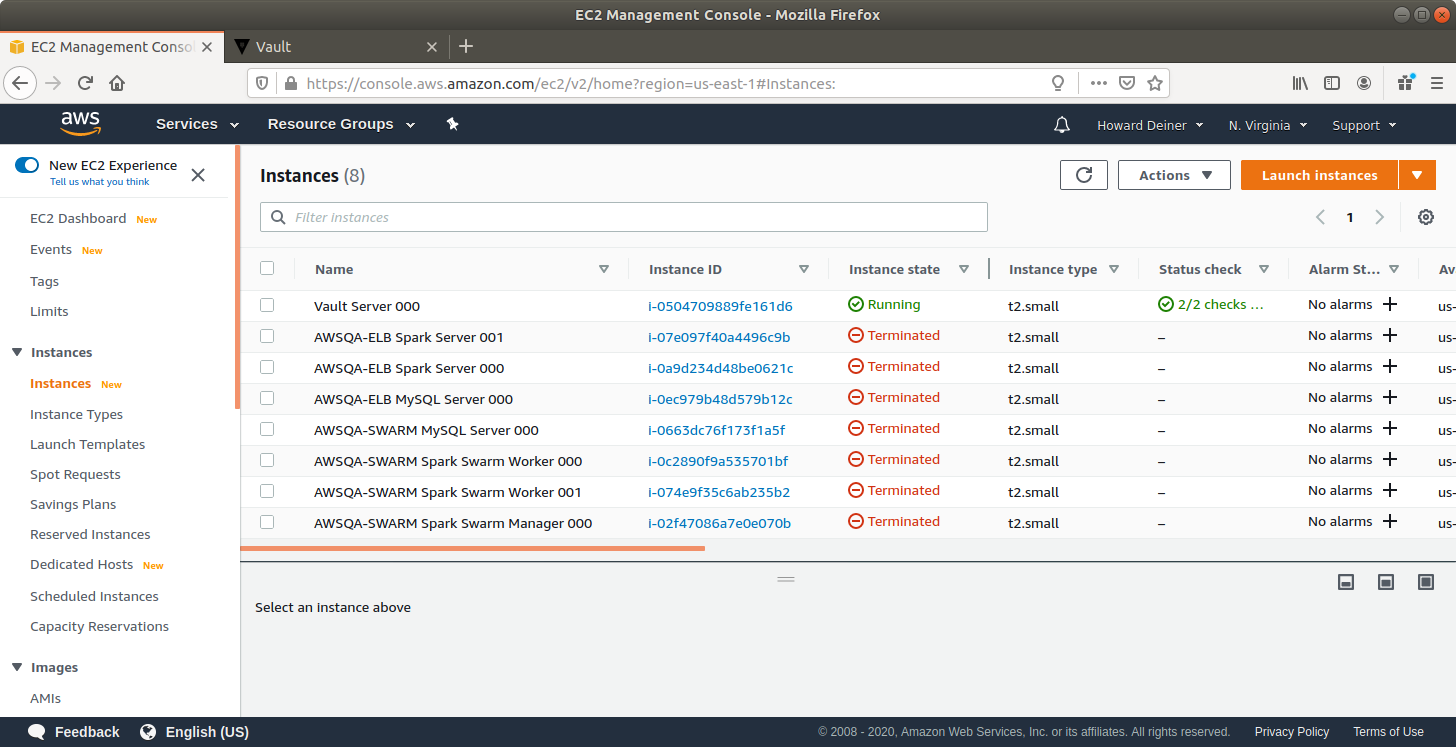 EC2 Management Console - Mozilla Firefox
EC2 Management Conso
Vault
https://console.aws.amazon.com/ec2/v2/home?region=us-east-1#Instances:
aws Services Resource Groups Howard Deiner N. Virginia Support
New EC2 Experience
Tell us what you think
EC2 Dashboard New
Events New
Tags
Limits
Instances
Instances New
Instance Types
Launch Templates
Spot Requests
Savings Plans
Reserved Instances
Dedicated Hosts New
Scheduled Instances
Capacity Reservations
Images
AMIs
Instances (8) Actions Launch instances
Filter instances 1
Name Instance ID Instance state Instance type Status check Alarm St... Av
Vault Server 000 i-0504709889fe161d6 Running t2.small 2/2 checks ... No alarms + us-
AWSQA-ELB Spark Server 001 i-07e097f40a4496c9b Terminated t2.small – No alarms + us-
AWSQA-ELB Spark Server 000 i-0a9d234d48be0621c Terminated t2.small – No alarms + us-
AWSQA-ELB MySQL Server 000 i-0ec979b48d579b12c Terminated t2.small – No alarms + us-
AWSQA-SWARM MySQL Server 000 i-0663dc76f173f1a5f Terminated t2.small – No alarms + us-
AWSQA-SWARM Spark Swarm Worker 000 i-0c2890f9a535701bf Terminated t2.small – No alarms + us-
AWSQA-SWARM Spark Swarm Worker 001 i-074e9f35c6ab235b2 Terminated t2.small – No alarms + us-
AWSQA-SWARM Spark Swarm Manager 000 i-02f47086a7e0e070b Terminated t2.small – No alarms + us-
Select an instance above
Feedback English (US) © 2008 - 2020, Amazon Web Services, Inc. or its affiliates. All rights reserved. Privacy Policy Terms of Use